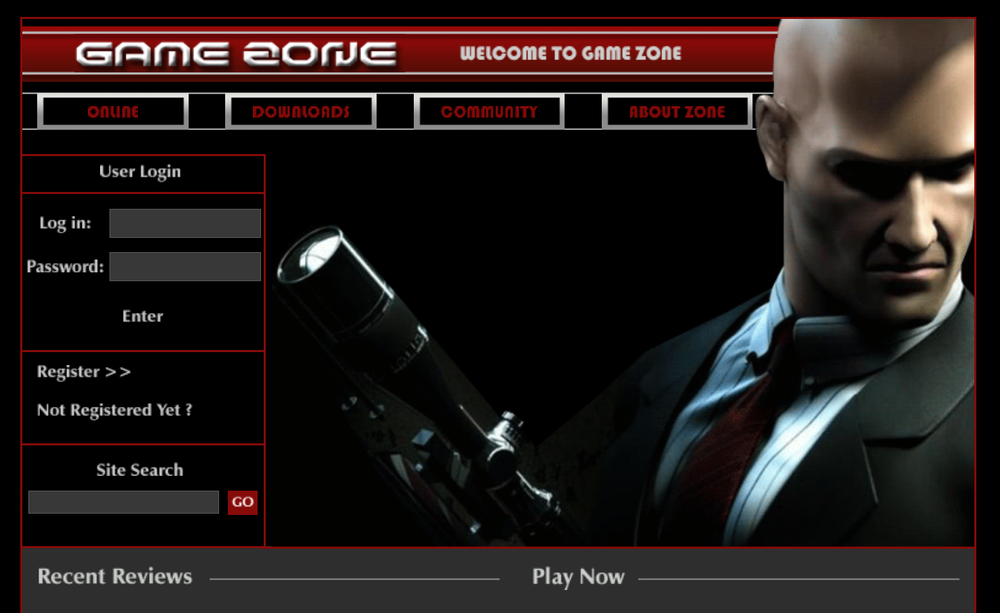 GAME ZONE
WELCOME TO GAME ZONE
ONLINE
DOWNLOADS
COMMUNITY
ABOUT ZONE
User Login
Log in:
Password:
Enter
Register >>
Not Registered Yet ?
Site Search
GO
Recent Reviews
Play Now